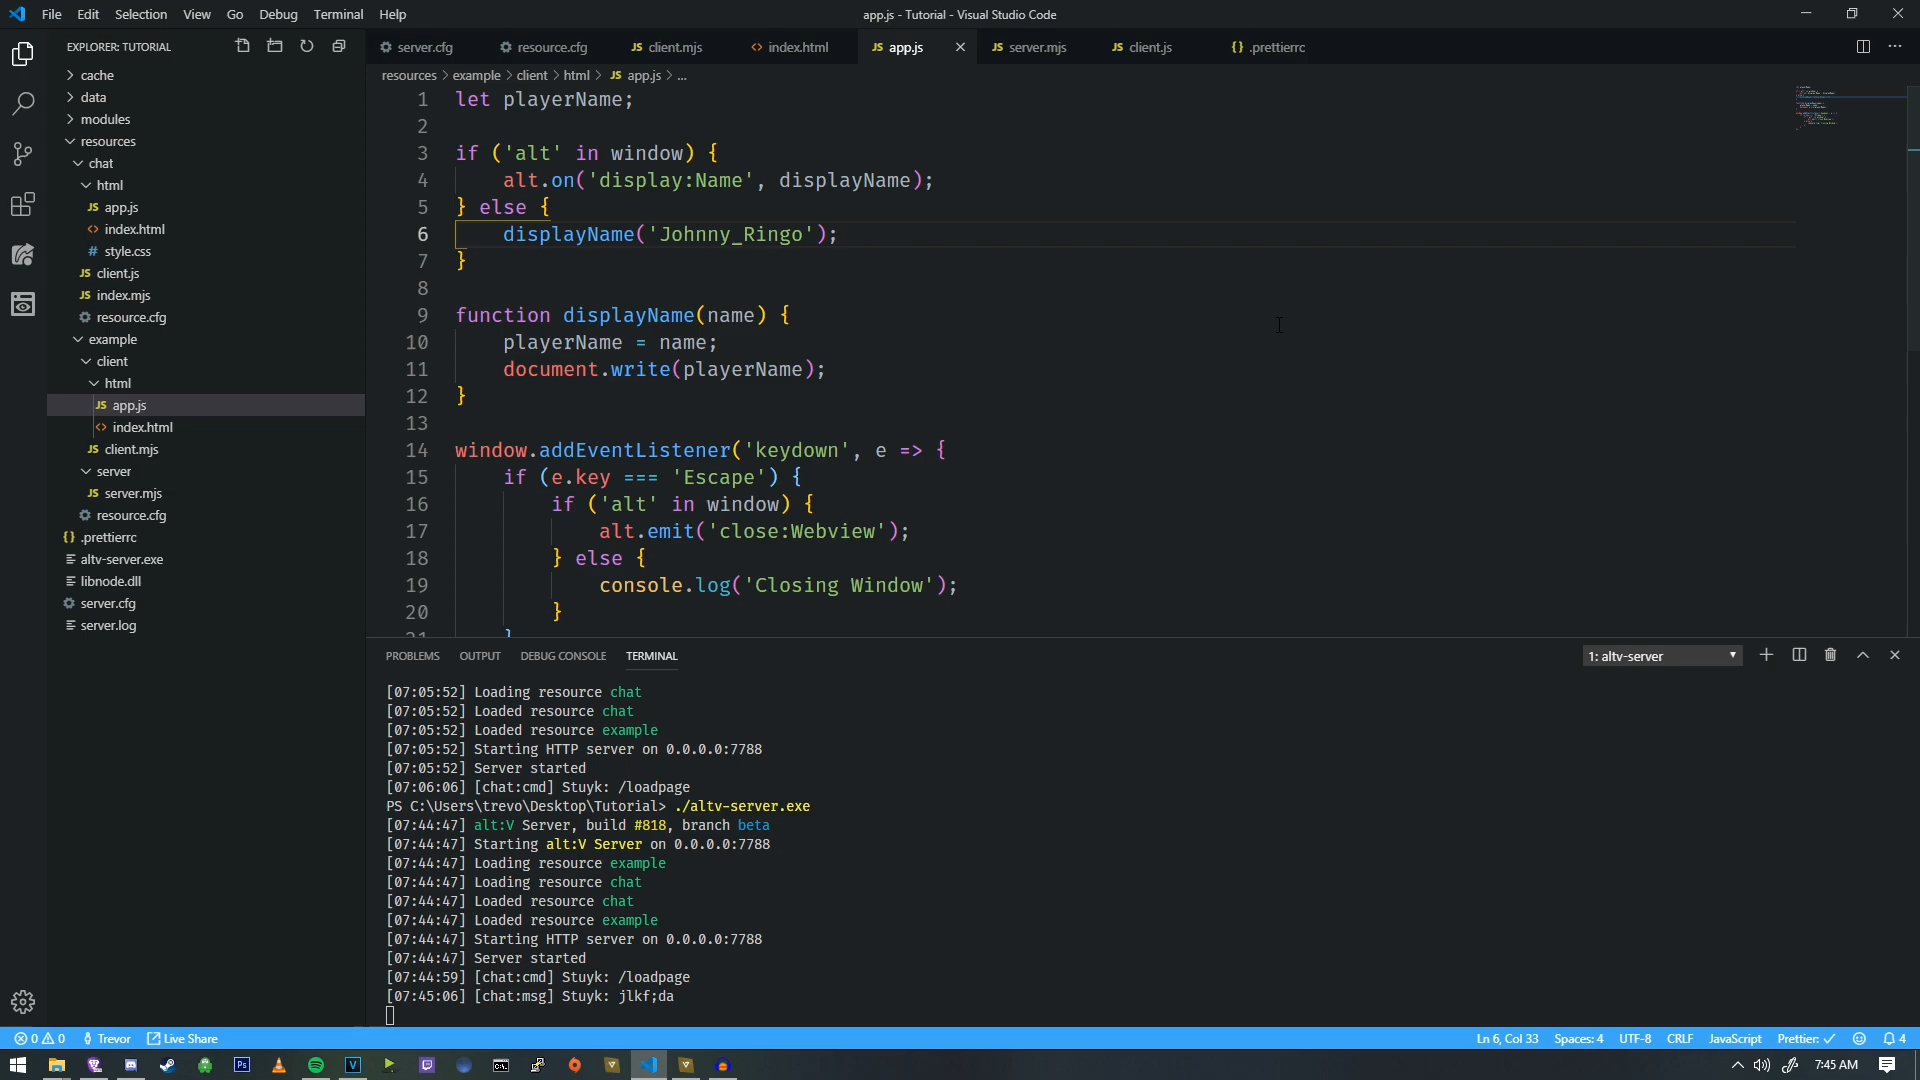 File Edit Selection View Go Debug Terminal Help
app.js - Tutorial - Visual Studio Code
EXPLORER: TUTORIAL
cache
data
modules
resources
chat
html
JS app.js
<> index.html
# style.css
JS client.js
JS index.mjs
resource.cfg
example
client
html
JS app.js
<> index.html
JS client.mjs
server
JS server.mjs
resource.cfg
{} .prettierrc
altv-server.exe
libnode.dll
server.cfg
server.log
server.cfg resource.cfg JS client.mjs <> index.html JS app.js JS server.mjs JS client.js {} .prettierrc
resources > example > client > html > JS app.js > ...
1 let playerName;
2
3 if ('alt' in window) {
4 alt.on('display:Name', displayName);
5 } else {
6 displayName('Johnny_Ringo');
7 }
8
9 function displayName(name) {
10 playerName = name;
11 document.write(playerName);
12 }
13
14 window.addEventListener('keydown', e => {
15 if (e.key === 'Escape') {
16 if ('alt' in window) {
17 alt.emit('close:Webview');
18 } else {
19 console.log('Closing Window');
20 }
21 }
PROBLEMS OUTPUT DEBUG CONSOLE TERMINAL
1: altv-server
[07:05:52] Loading resource chat
[07:05:52] Loaded resource chat
[07:05:52] Loaded resource example
[07:05:52] Starting HTTP server on 0.0.0.0:7788
[07:05:52] Server started
[07:06:06] [chat:cmd] Stuyk: /loadpage
PS C:\Users\trevo\Desktop\Tutorial> ./altv-server.exe
[07:44:47] alt:V Server, build #818, branch beta
[07:44:47] Starting alt:V Server on 0.0.0.0:7788
[07:44:47] Loading resource example
[07:44:47] Loading resource chat
[07:44:47] Loaded resource chat
[07:44:47] Loaded resource example
[07:44:47] Starting HTTP server on 0.0.0.0:7788
[07:44:47] Server started
[07:44:59] [chat:cmd] Stuyk: /loadpage
[07:45:06] [chat:msg] Stuyk: jlkf;da
0 0 Trevor Live Share
Ln 6, Col 33 Spaces: 4 UTF-8 CRLF JavaScript Prettier: ✓ 4
Ps
V
7:45 AM